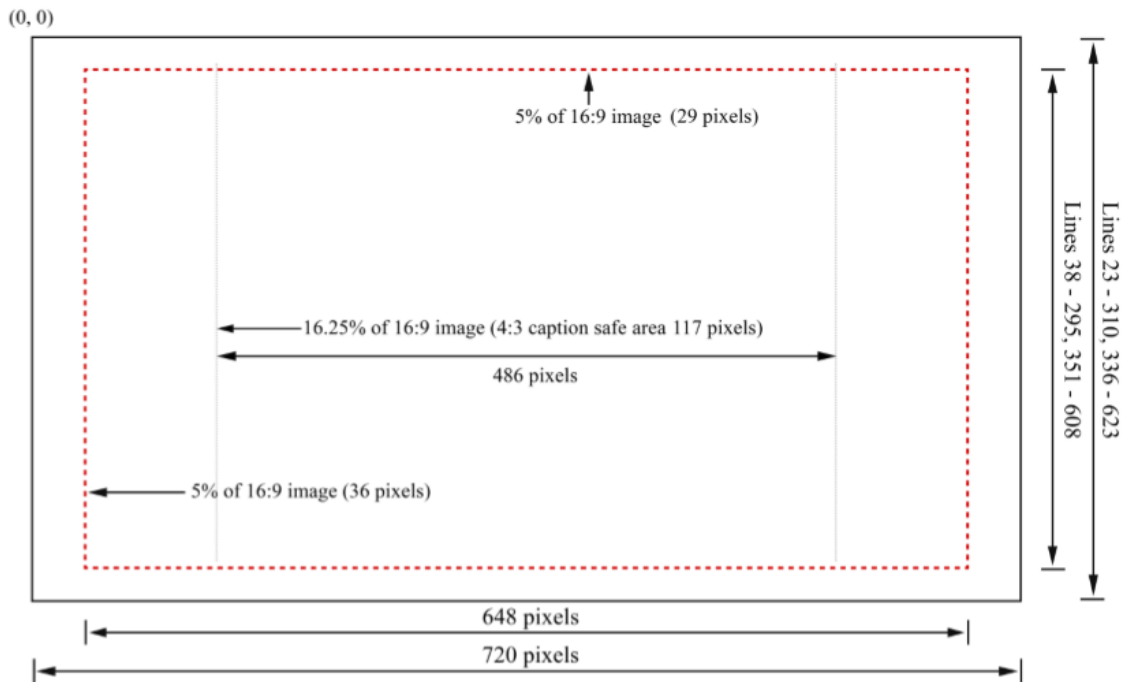 (0, 0)
5% of 16:9 image (29 pixels)
16.25% of 16:9 image (4:3 caption safe area 117 pixels)
486 pixels
5% of 16:9 image (36 pixels)
648 pixels
720 pixels
Lines 38 - 295, 351 - 608
Lines 23 - 310, 336 - 623